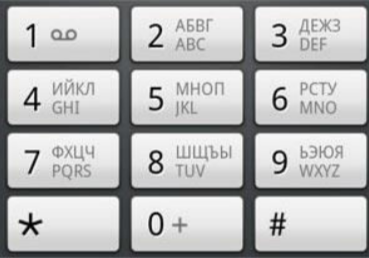 1
2 АБВГ
ABC
3 ДЕЖЗ
DEF
4 ИЙКЛ
GHI
5 МНОП
JKL
6 РСТУ
MNO
7 ФХЦЧ
PQRS
8 ШЩЪЫ
TUV
9 ЬЭЮЯ
WXYZ
*
0 +
#